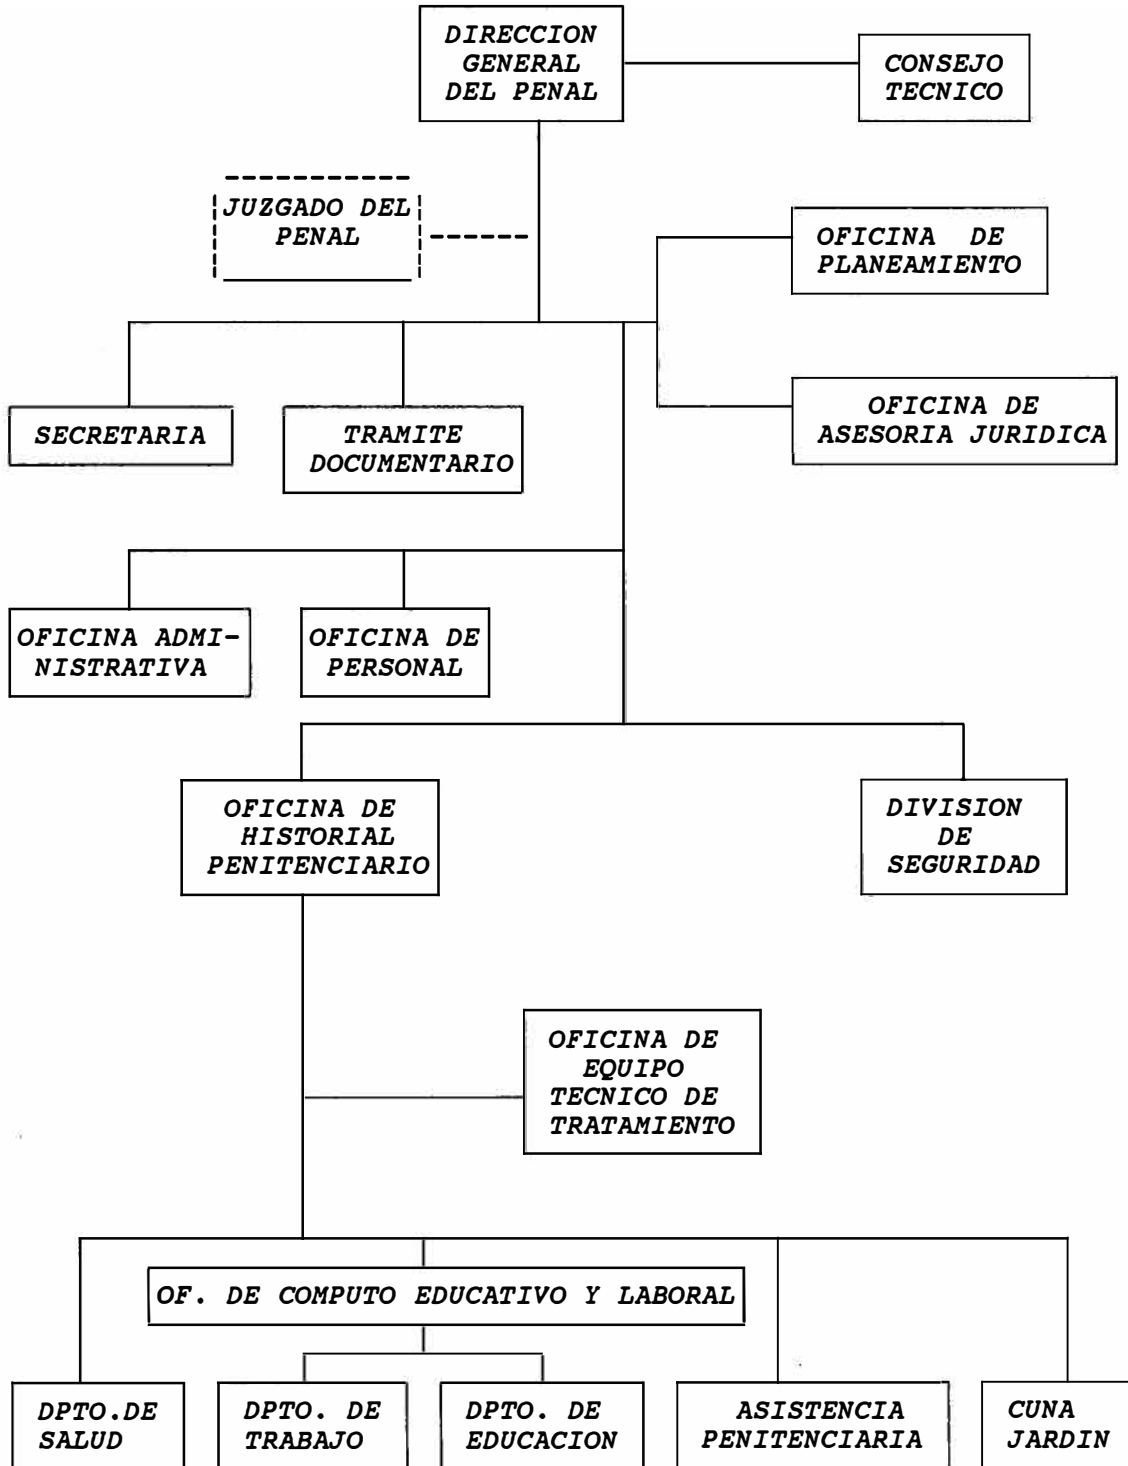 DIRECCION
GENERAL
DEL PENAL
CONSEJO
TECNICO
JUZGADO DEL
PENAL
OFICINA DE
PLANEAMIENTO
SECRETARIA
TRAMITE
DOCUMENTARIO
OFICINA DE
ASESORIA JURIDICA
OFICINA ADMI-
NISTRATIVA
OFICINA DE
PERSONAL
OFICINA DE
HISTORIAL
PENITENCIARIO
DIVISION
DE
SEGURIDAD
OFICINA DE
EQUIPO
TECNICO DE
TRATAMIENTO
OF. DE COMPUTO EDUCATIVO Y LABORAL
DPTO.DE
SALUD
DPTO. DE
TRABAJO
DPTO. DE
EDUCACION
ASISTENCIA
PENITENCIARIA
CUNA
JARDIN